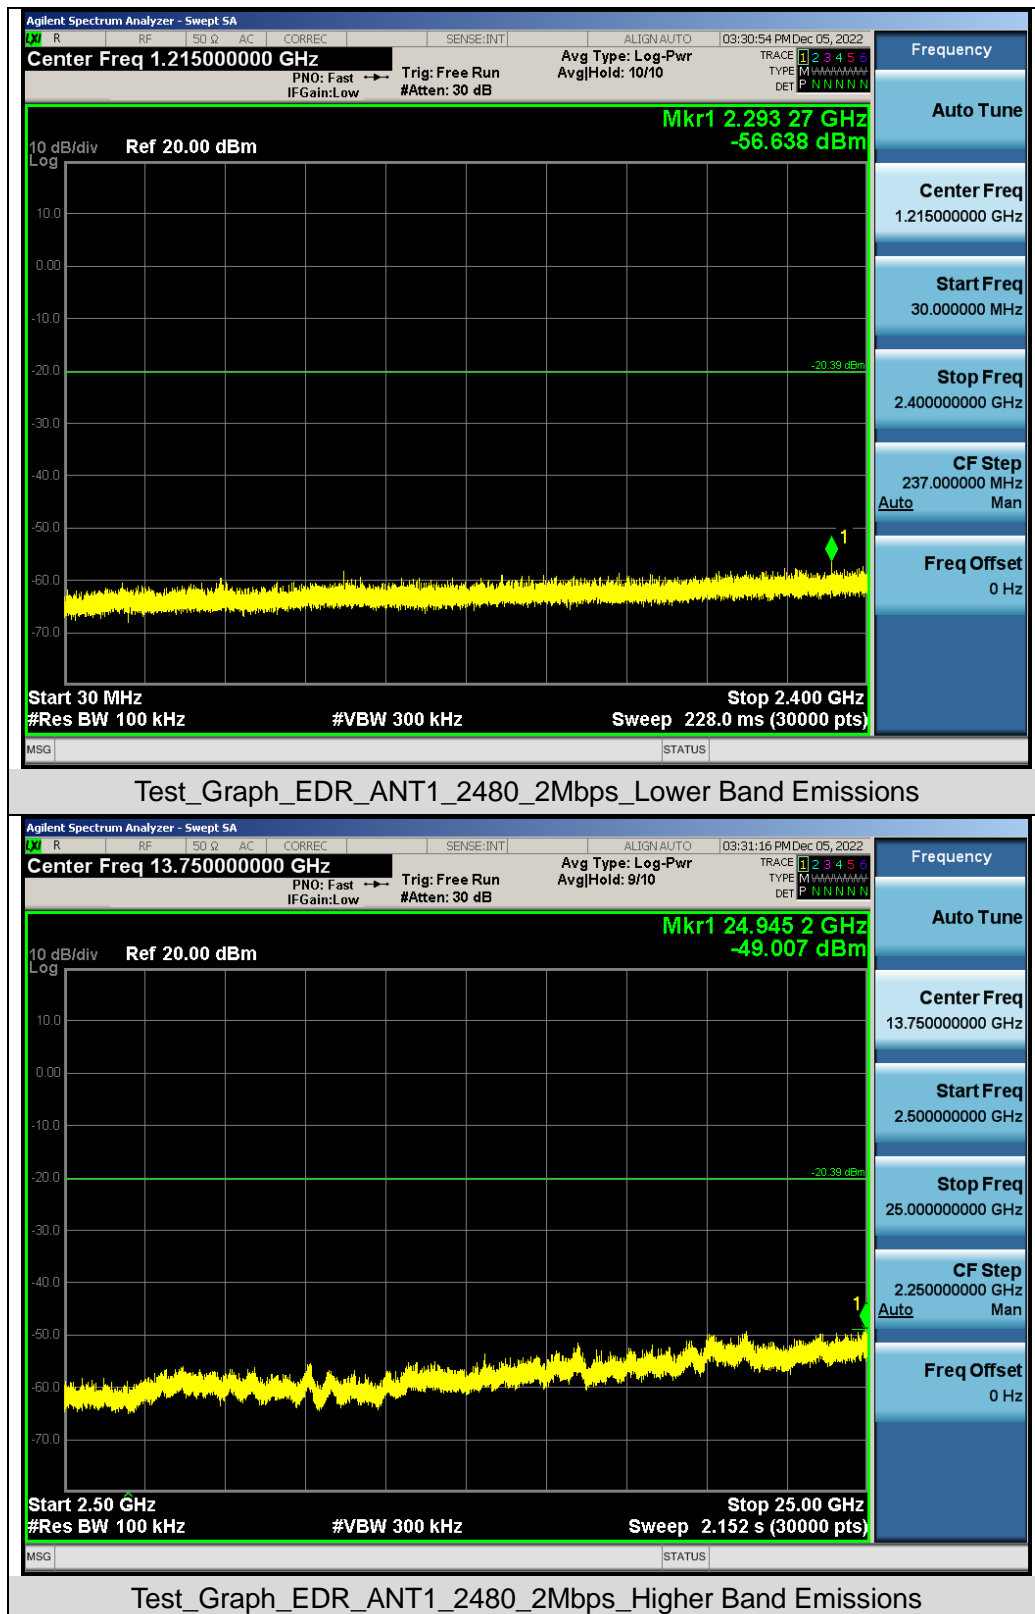 Agilent Spectrum Analyzer - Swept SA
LXI R RF 50 Ω AC CORREC SENSE:INT ALIGN AUTO 03:30:54 PM Dec 05, 2022
Center Freq 1.215000000 GHz
PNO: Fast
IFGain:Low
Trig: Free Run
#Atten: 30 dB
Avg Type: Log-Pwr
Avg|Hold: 10/10
TRACE 1 2 3 4 5 6
TYPE M WWWWW
DET P N N N N N
Mkr1 2.293 27 GHz
-56.638 dBm
10 dB/div Ref 20.00 dBm
Log
10.0
0.00
-10.0
-20.0
-20.39 dBm
-30.0
-40.0
-50.0
1
-60.0
-70.0
Start 30 MHz Stop 2.400 GHz
#Res BW 100 kHz #VBW 300 kHz Sweep 228.0 ms (30000 pts)
MSG STATUS
Frequency
Auto Tune
Center Freq
1.215000000 GHz
Start Freq
30.000000 MHz
Stop Freq
2.400000000 GHz
CF Step
237.000000 MHz
Auto Man
Freq Offset
0 Hz
Test_Graph_EDR_ANT1_2480_2Mbps_Lower Band Emissions
Agilent Spectrum Analyzer - Swept SA
LXI R RF 50 Ω AC CORREC SENSE:INT ALIGN AUTO 03:31:16 PM Dec 05, 2022
Center Freq 13.750000000 GHz
PNO: Fast
IFGain:Low
Trig: Free Run
#Atten: 30 dB
Avg Type: Log-Pwr
Avg|Hold: 9/10
TRACE 1 2 3 4 5 6
TYPE M WWWWW
DET P N N N N N
Mkr1 24.945 2 GHz
-49.007 dBm
10 dB/div Ref 20.00 dBm
Log
10.0
0.00
-10.0
-20.0
-20.39 dBm
-30.0
-40.0
1
-50.0
-60.0
-70.0
Start 2.50 GHz Stop 25.00 GHz
#Res BW 100 kHz #VBW 300 kHz Sweep 2.152 s (30000 pts)
MSG STATUS
Frequency
Auto Tune
Center Freq
13.750000000 GHz
Start Freq
2.500000000 GHz
Stop Freq
25.000000000 GHz
CF Step
2.250000000 GHz
Auto Man
Freq Offset
0 Hz
Test_Graph_EDR_ANT1_2480_2Mbps_Higher Band Emissions